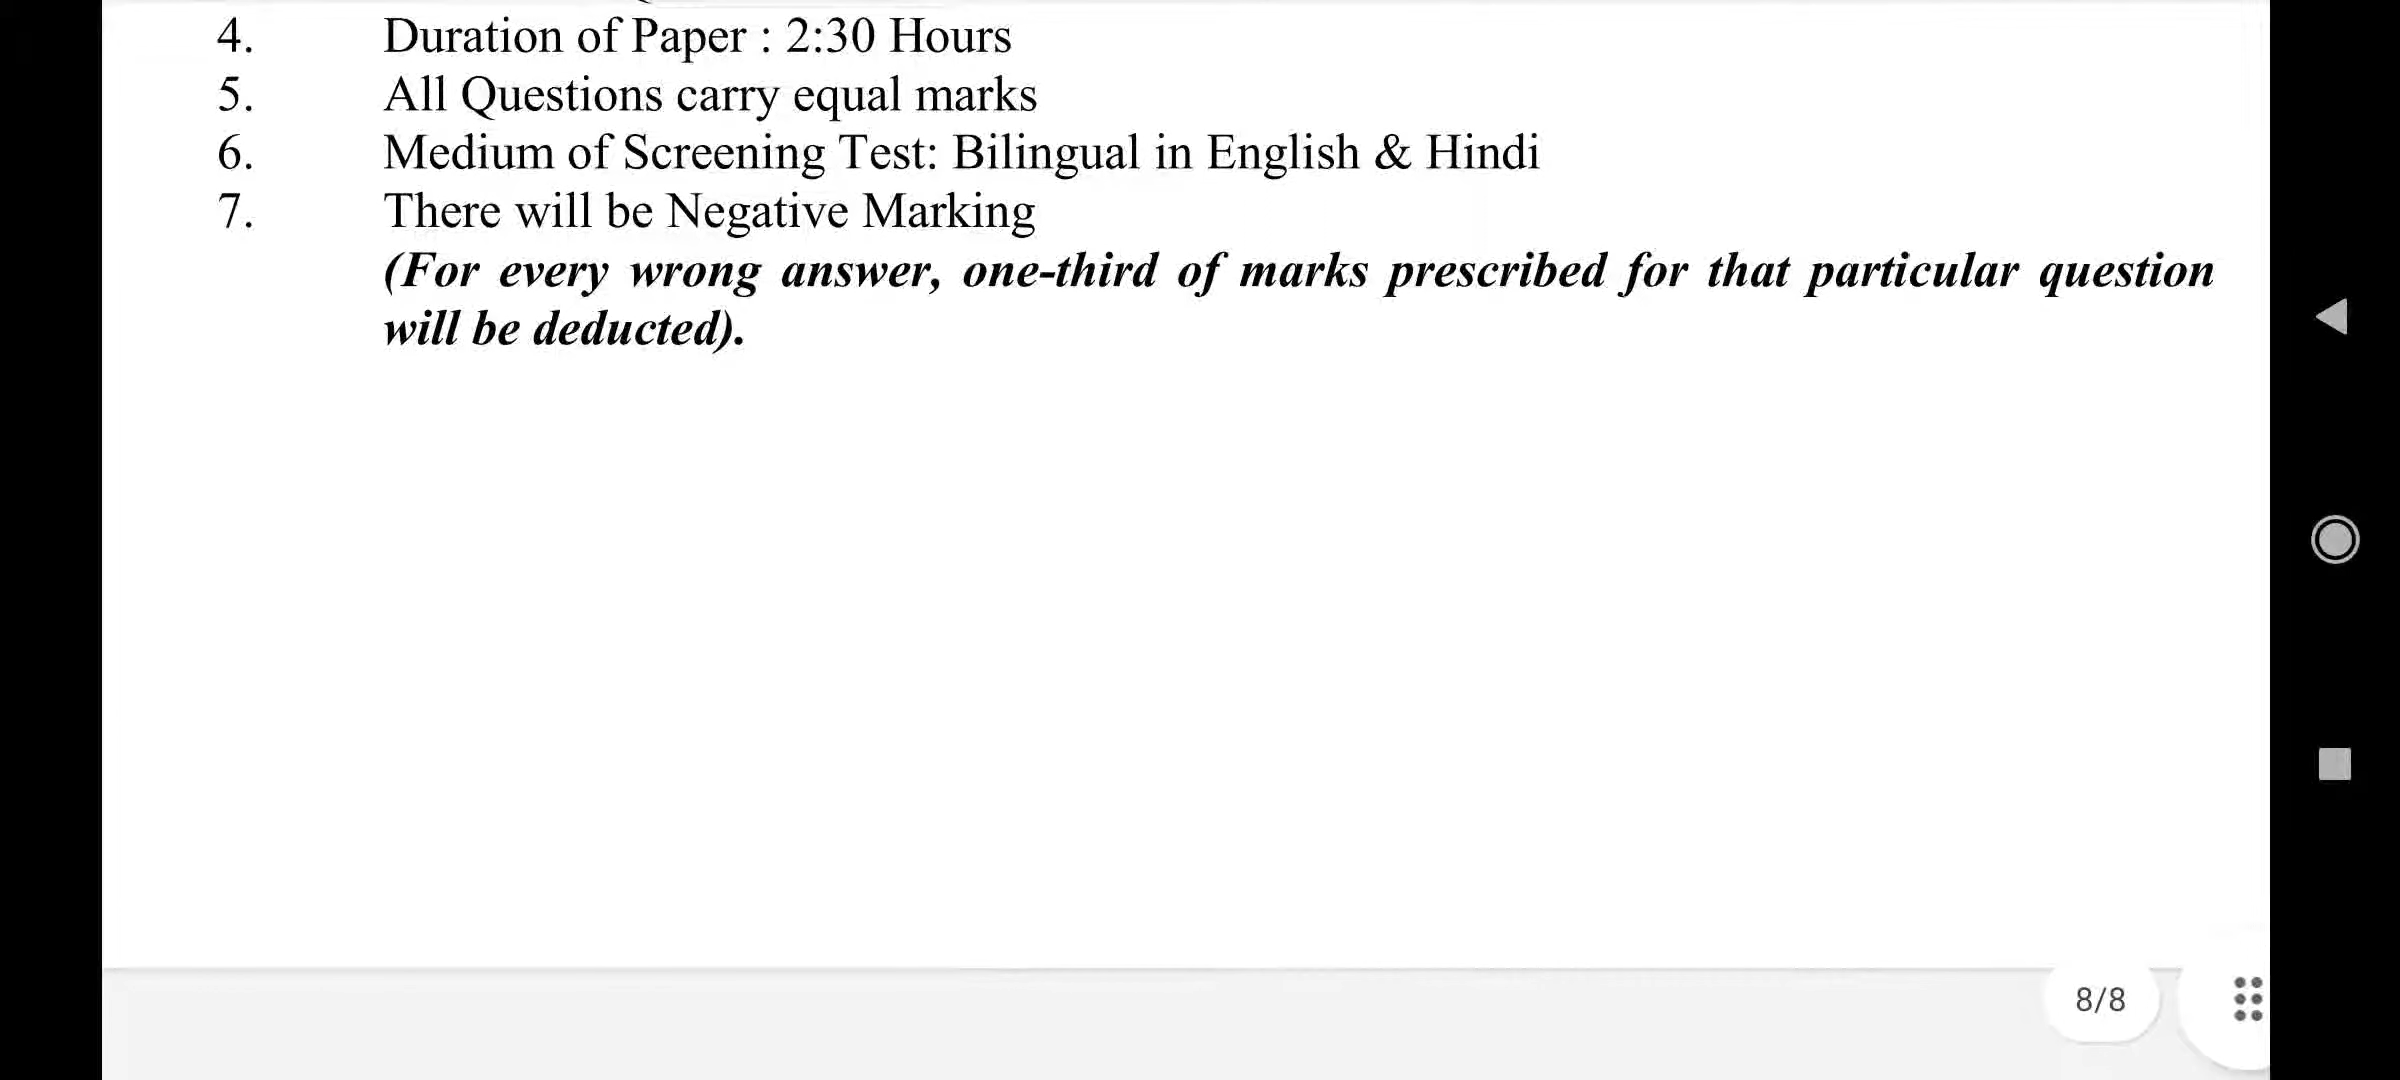 4. Duration of Paper : 2:30 Hours
5. All Questions carry equal marks
6. Medium of Screening Test: Bilingual in English & Hindi
7. There will be Negative Marking
(For every wrong answer, one-third of marks prescribed for that particular question
will be deducted).
8/8